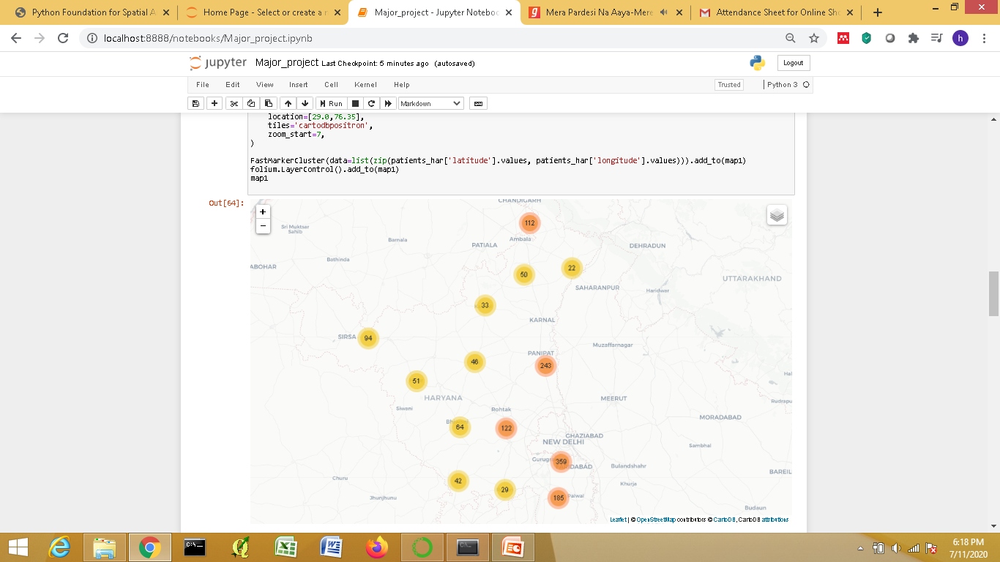 Python Foundation for Spatial A
Home Page - Select or create a n
Major_project - Jupyter Noteboo
Mera Pardesi Na Aaya-Mere
Attendance Sheet for Online Sho
localhost:8888/notebooks/Major_project.ipynb
h
jupyter Major_project Last Checkpoint: 5 minutes ago (autosaved)
Logout
File Edit View Insert Cell Kernel Help
Trusted Python 3
Run Markdown
location=[29.0,76.35],
tiles='cartodbpositron',
zoom_start=7,
)
FastMarkerCluster(data=list(zip(patients_har['latitude'].values, patients_har['longitude'].values))).add_to(map1)
folium.LayerControl().add_to(map1)
map1
Out[64]:
+
−
CHANDIGARH
112
Sri Muktsar
Sahib
Ambala
Barnala
PATIALA
DEHRADUN
Bathinda
ABOHAR
22
50
UTTARAKHAND
SAHARANPUR
Haridwar
33
KARNAL
SIRSA
94
Muzaffarnagar
PANIPAT
46
243
51
HARYANA
MEERUT
Rudrapu
Siwani
Rohtak
MORADABAD
64
122
GHAZIABAD
NEW DELHI
Sambhal
359
Bulandshahr
BAREIL
Churu
42
Khurja
29
Jhunjhunu
185
Palwal
Budaun
Leaflet | © OpenStreetMap contributors © CartoDB, CartoDB attributions
6:18 PM
7/11/2020